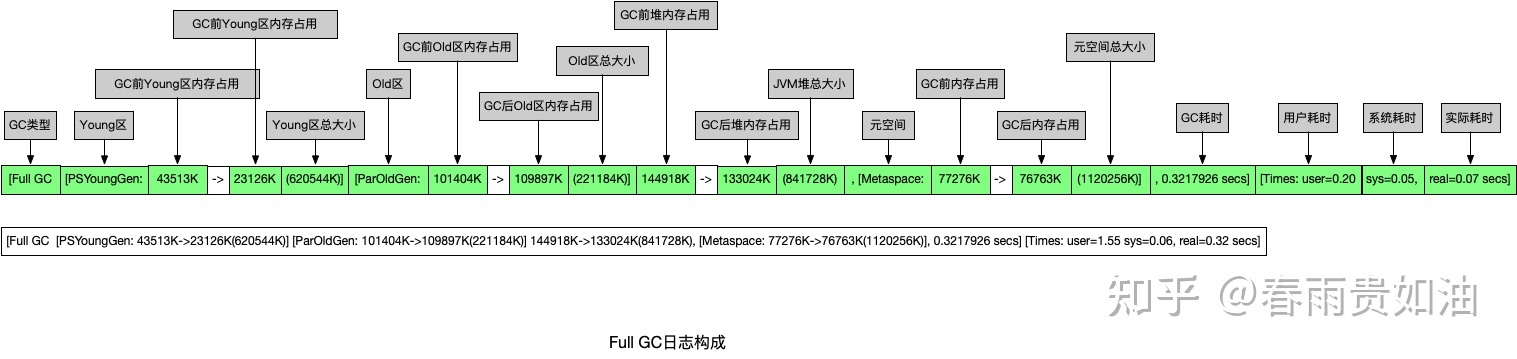 GC前Young区内存占用
GC前堆内存占用
GC前Old区内存占用
元空间总大小
Old区总大小
GC前Young区内存占用
Old区
JVM堆总大小
GC前内存占用
GC后Old区内存占用
GC类型
Young区
Young区总大小
GC后堆内存占用
元空间
GC后内存占用
GC耗时
用户耗时
系统耗时
实际耗时
[Full GC [PSYoungGen: 43513K -> 23126K (620544K)] [ParOldGen: 101404K -> 109897K (221184K)] 144918K -> 133024K (841728K) , [Metaspace: 77276K -> 76763K (1120256K)] , 0.3217926 secs] [Times: user=0.20 sys=0.05, real=0.07 secs]
[Full GC [PSYoungGen: 43513K->23126K(620544K)] [ParOldGen: 101404K->109897K(221184K)] 144918K->133024K(841728K), [Metaspace: 77276K->76763K(1120256K)], 0.3217926 secs] [Times: user=1.55 sys=0.06, real=0.32 secs]
知乎 @春雨贵如油
Full GC日志构成